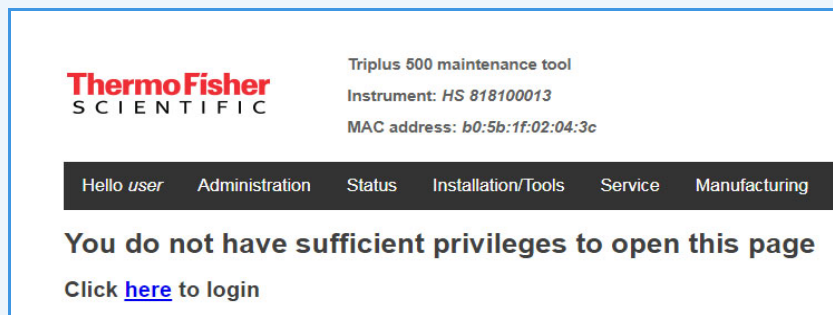 ThermoFisher
SCIENTIFIC
Triplus 500 maintenance tool
Instrument: HS 818100013
MAC address: b0:5b:1f:02:04:3c
Hello user Administration Status Installation/Tools Service Manufacturing
You do not have sufficient privileges to open this page
Click here to login